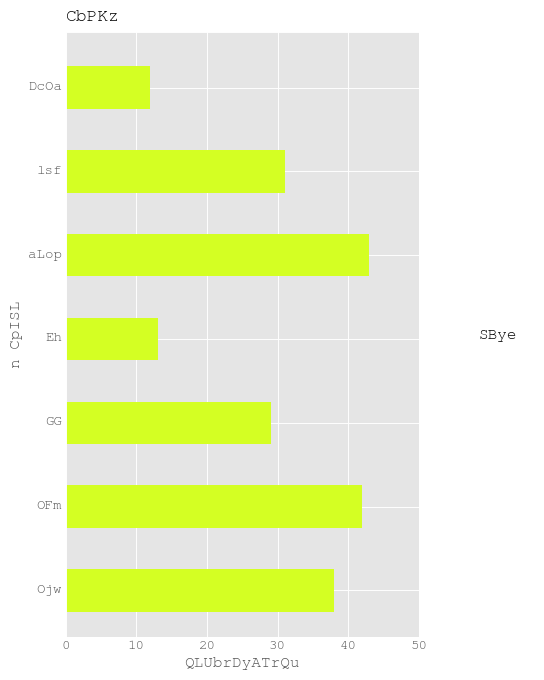 CbPKz
DcOa
lsf
aLop
Eh
GG
OFm
Ojw
n CpISL
SBye
0 10 20 30 40 50
QLUbrDyATrQu